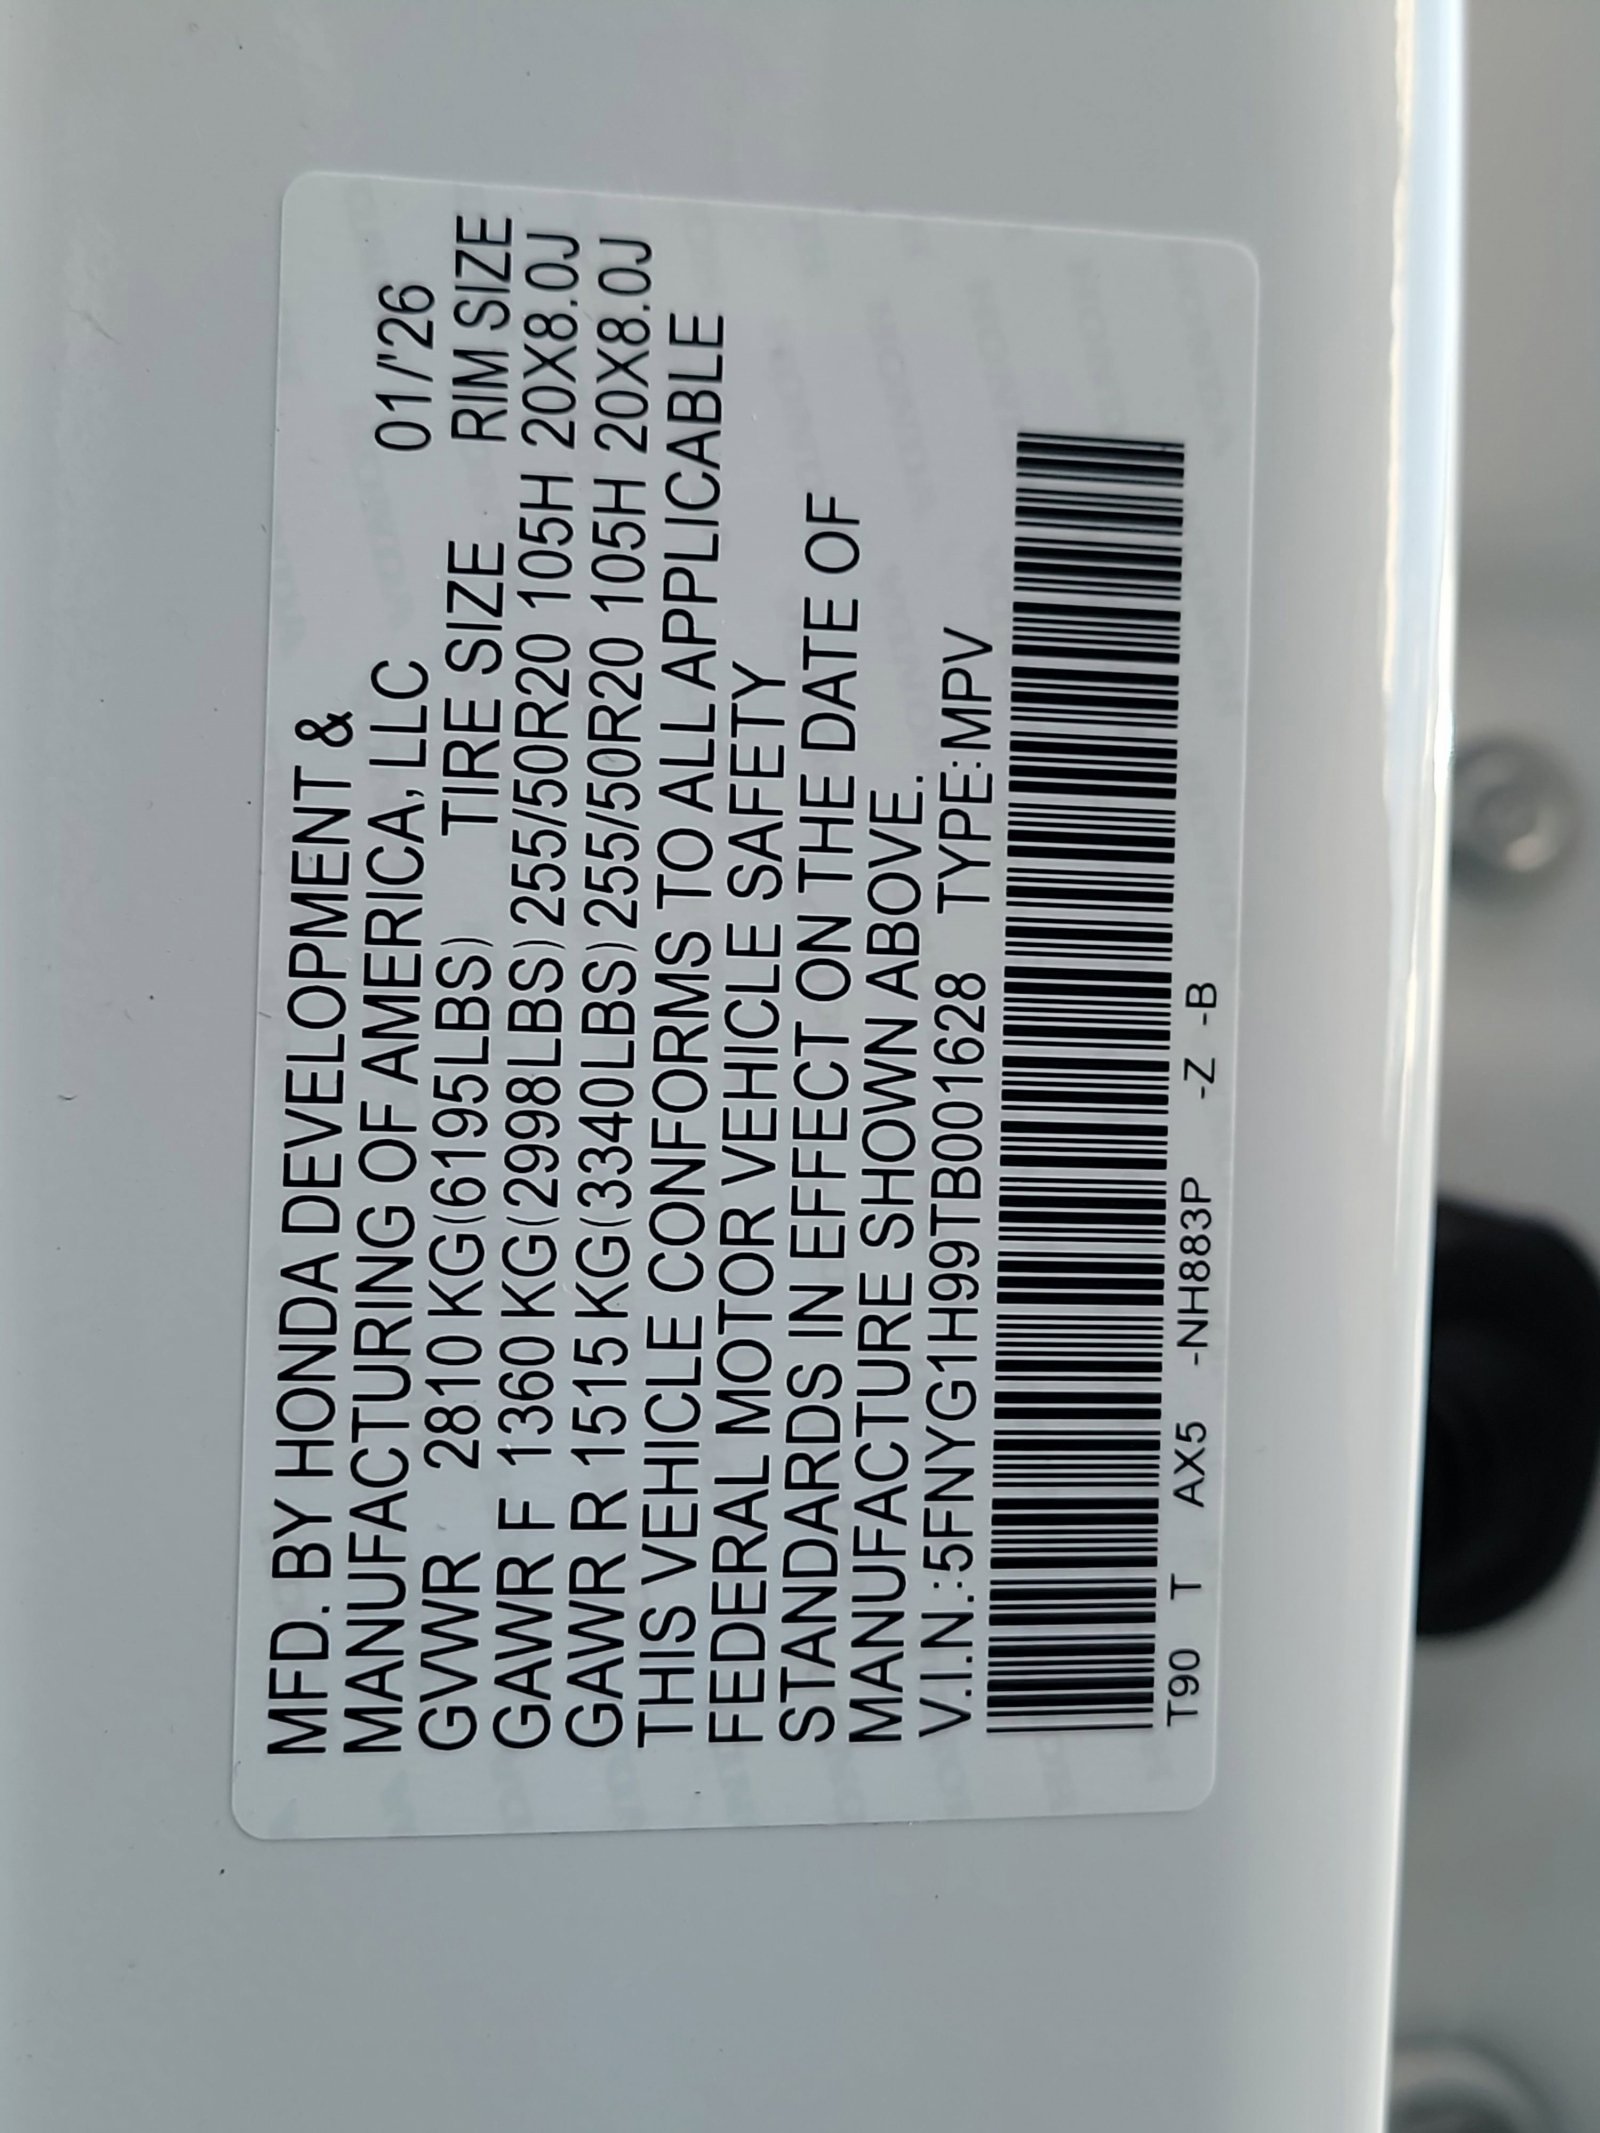 MFD. BY HONDA DEVELOPMENT &
MANUFACTURING OF AMERICA, LLC 01/'26
GVWR 2810 KG(6195LBS) TIRE SIZE RIM SIZE
GAWR F 1360 KG(2998LBS) 255/50R20 105H 20X8.0J
GAWR R 1515 KG(3340LBS) 255/50R20 105H 20X8.0J
THIS VEHICLE CONFORMS TO ALL APPLICABLE
FEDERAL MOTOR VEHICLE SAFETY
STANDARDS IN EFFECT ON THE DATE OF
MANUFACTURE SHOWN ABOVE.
V.I.N.:5FNYG1H99TB001628 TYPE:MPV
T90 T AX5 -NH883P -Z -B